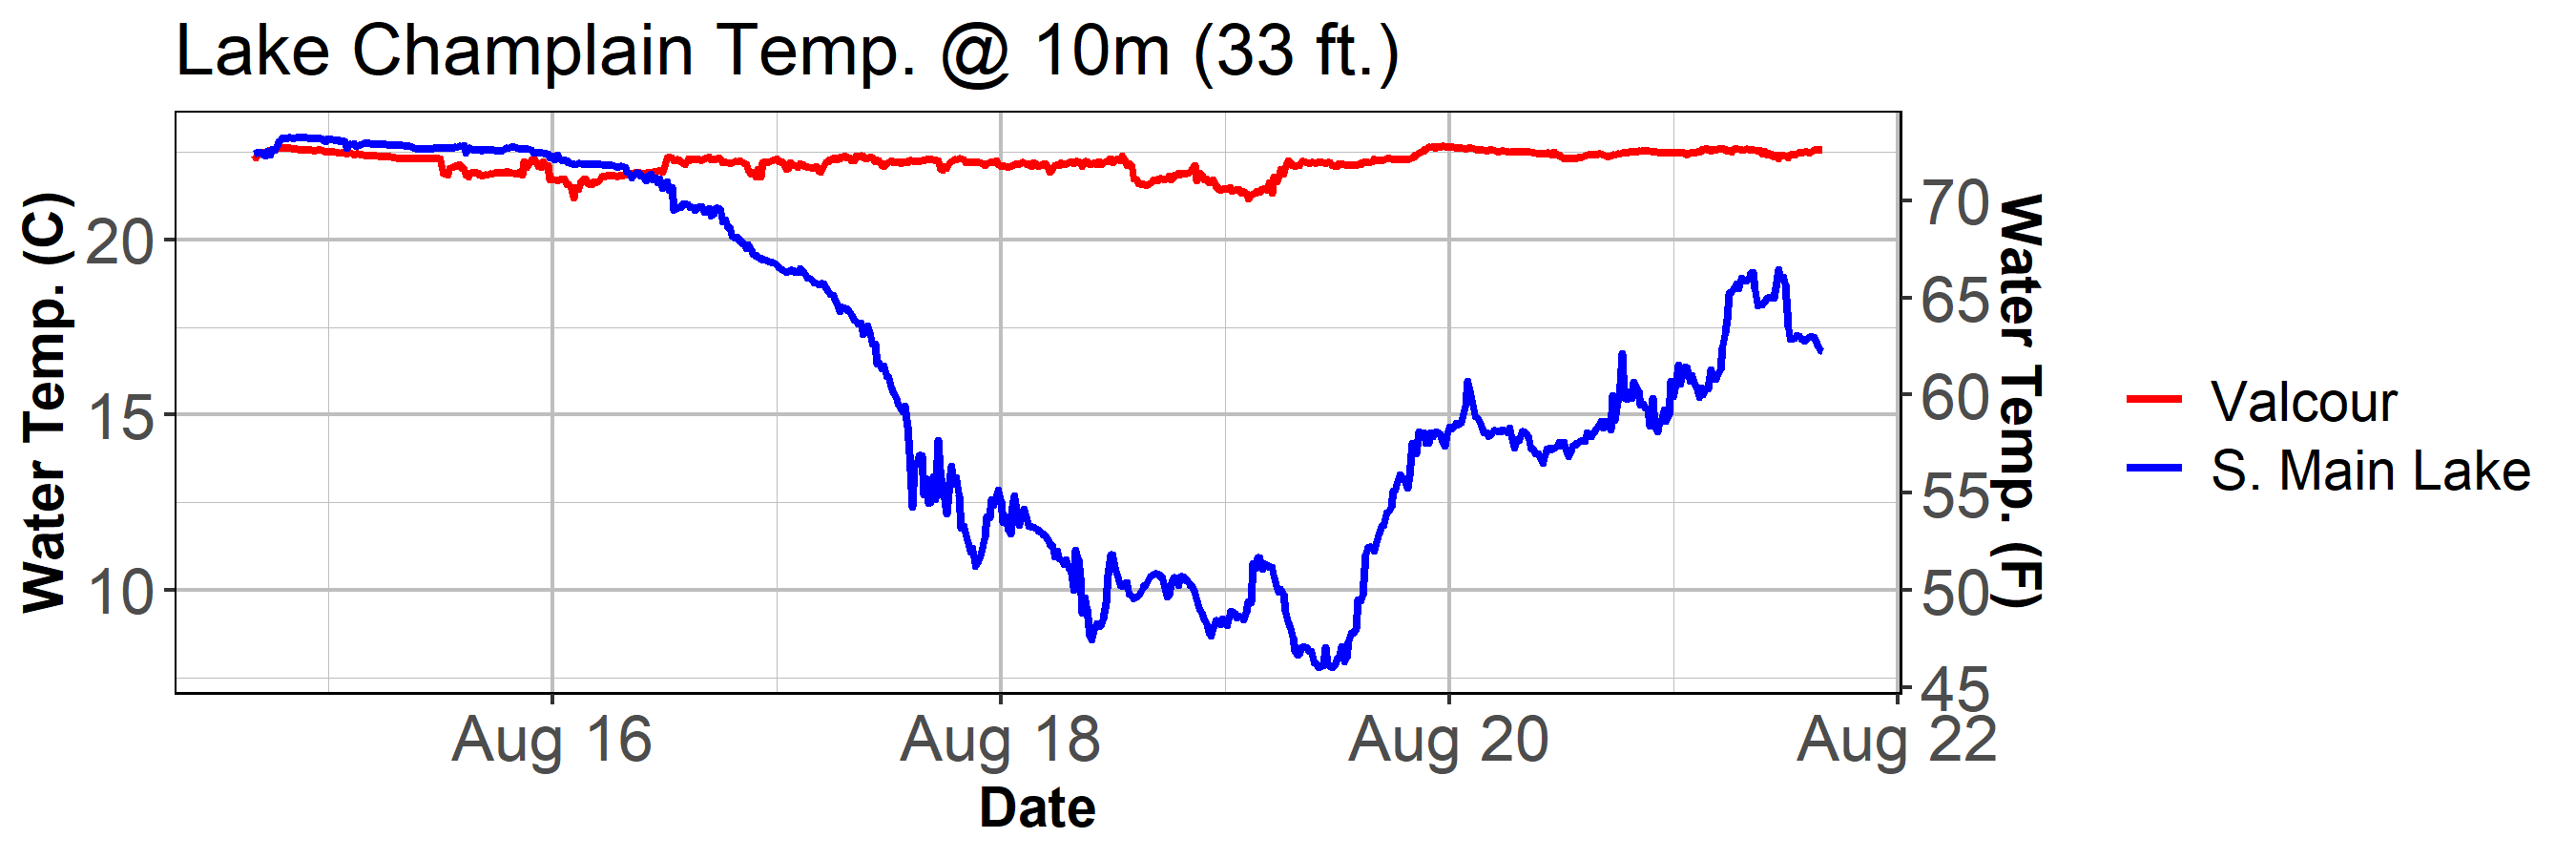 Lake Champlain Temp. @ 10m (33 ft.)
Water Temp. (C)
20
15
10
70
65
60
55
50
45
Water Temp. (F)
Aug 16
Aug 18
Aug 20
Aug 22
Date
Valcour
S. Main Lake